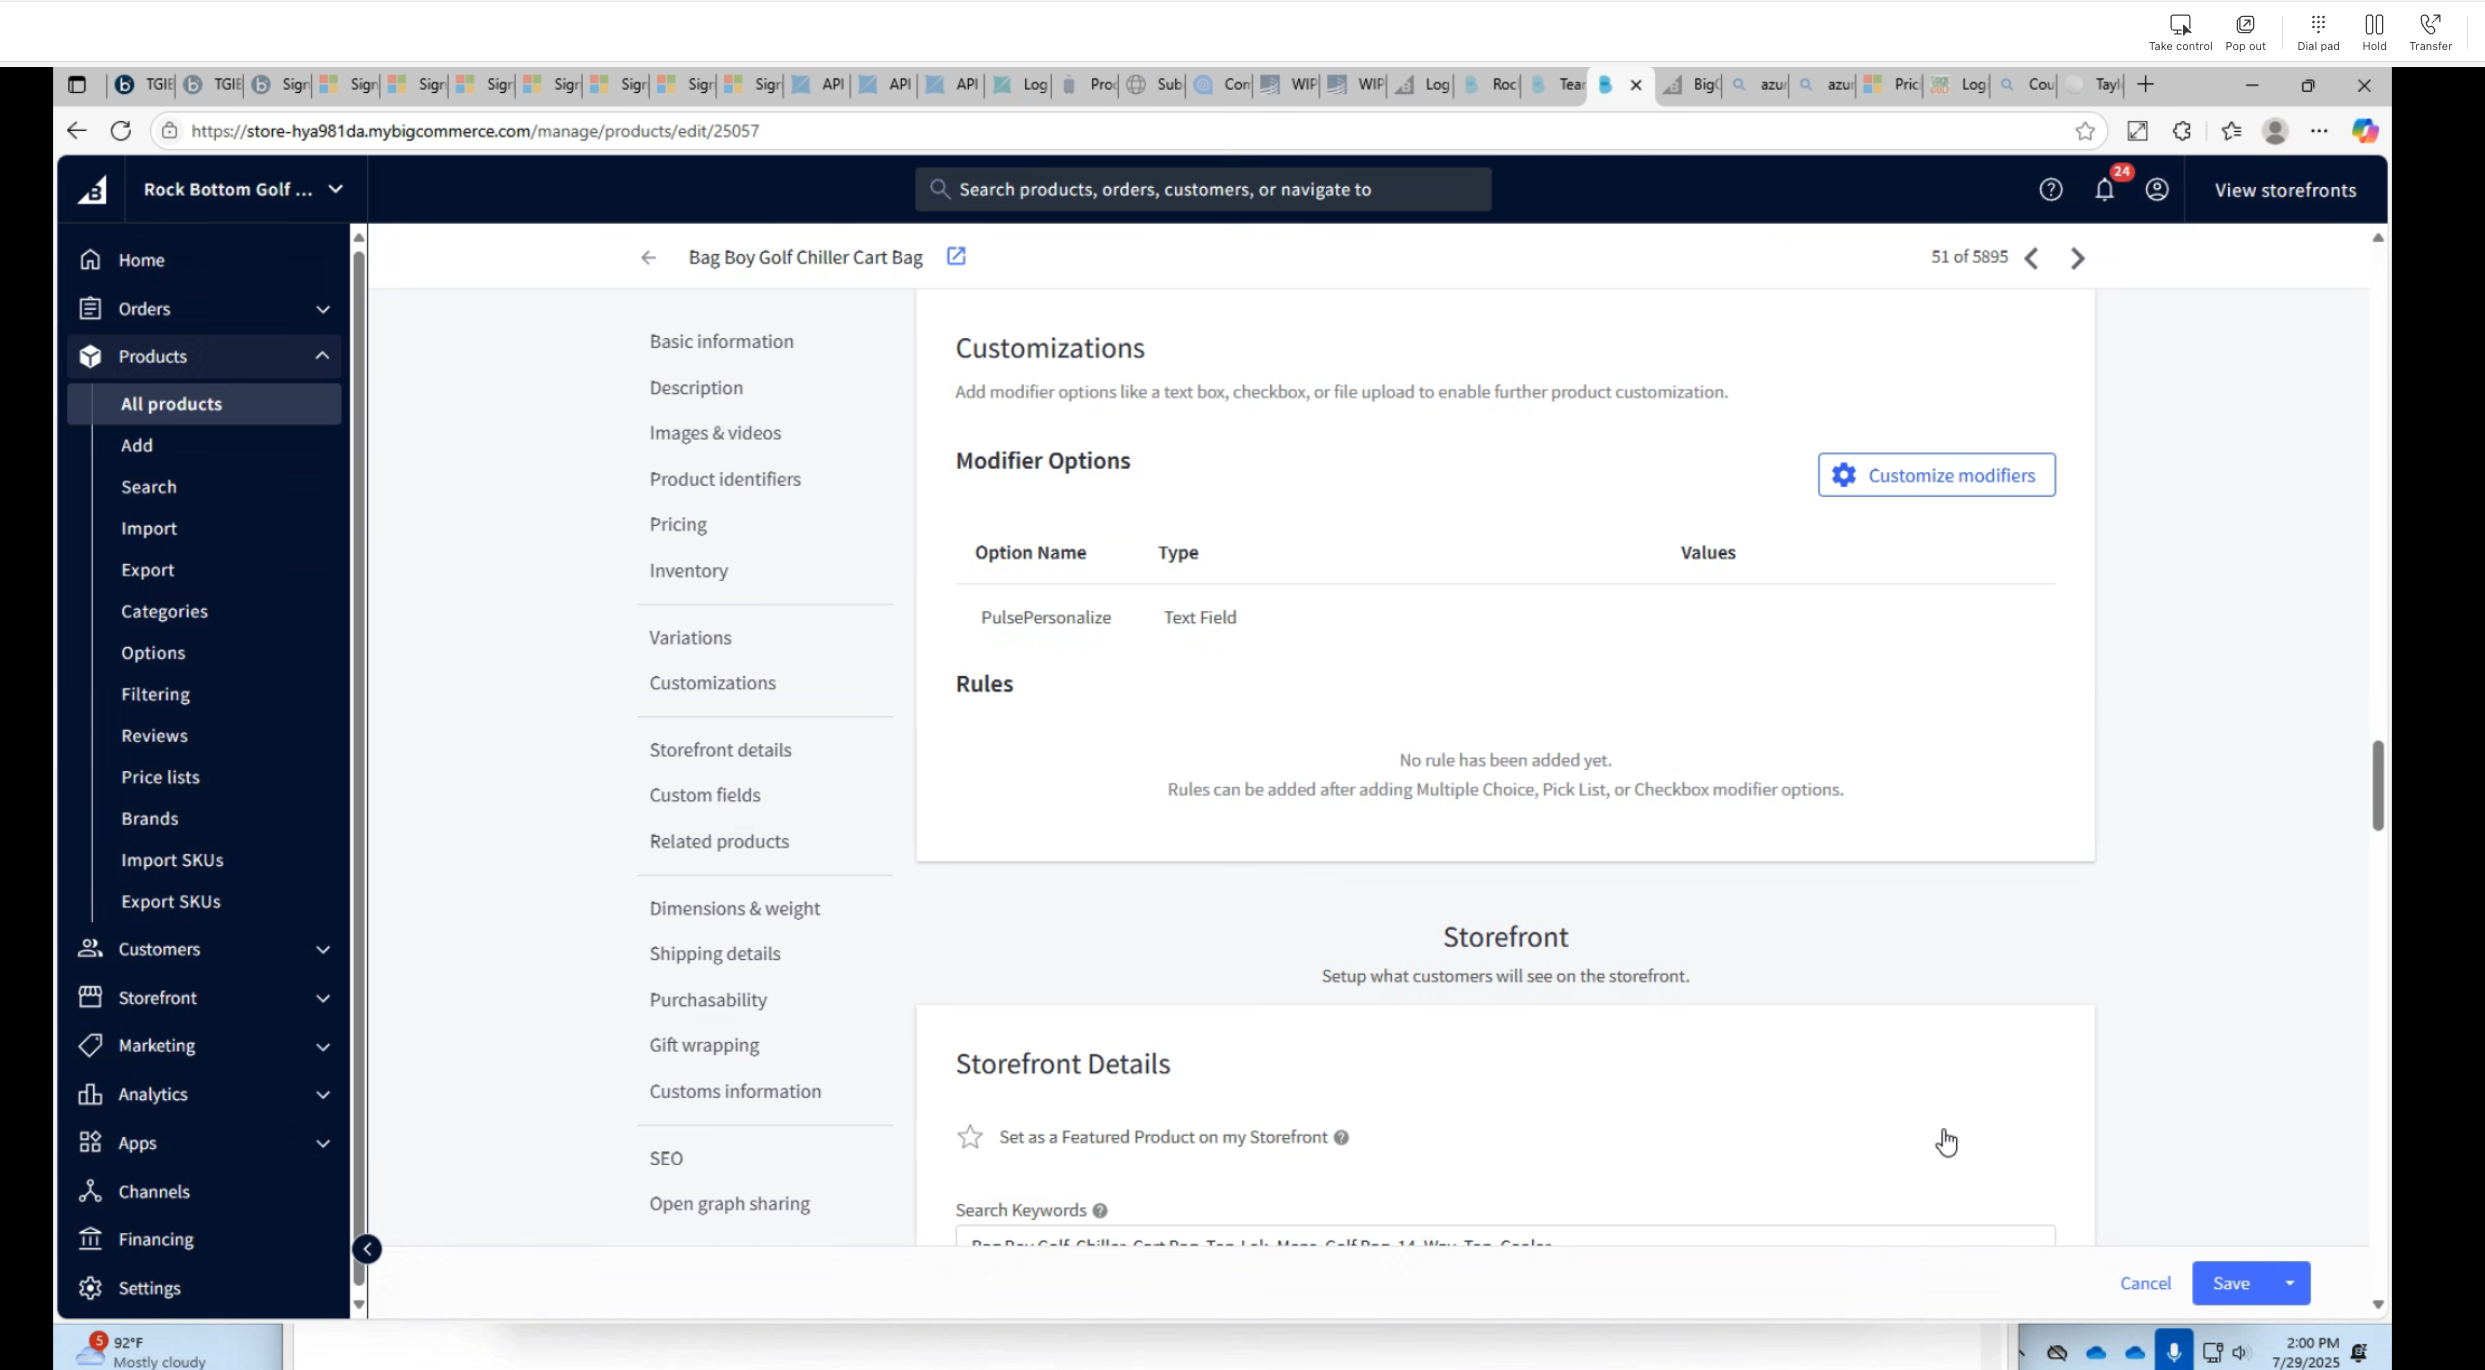 Take control
Pop out
Dial pad
Hold
Transfer
TGIE
TGIE
Sign
Sign
Sign
Sign
Sign
Sign
Sign
Sign
API
API
API
Log
Pro
Sub
Con
WIP
WIP
Log
Roc
Tear
Big
azu
azu
Pric
Log
Cou
Tayl
https://store-hya981da.mybigcommerce.com/manage/products/edit/25057
Rock Bottom Golf ...
Search products, orders, customers, or navigate to
24
View storefronts
Home
Orders
Products
All products
Add
Search
Import
Export
Categories
Options
Filtering
Reviews
Price lists
Brands
Import SKUs
Export SKUs
Customers
Storefront
Marketing
Analytics
Apps
Channels
Financing
Settings
Bag Boy Golf Chiller Cart Bag
51 of 5895
Basic information
Description
Images & videos
Product identifiers
Pricing
Inventory
Variations
Customizations
Storefront details
Custom fields
Related products
Dimensions & weight
Shipping details
Purchasability
Gift wrapping
Customs information
SEO
Open graph sharing
Customizations
Add modifier options like a text box, checkbox, or file upload to enable further product customization.
Modifier Options
Customize modifiers
Option Name Type Values
PulsePersonalize Text Field
Rules
No rule has been added yet.
Rules can be added after adding Multiple Choice, Pick List, or Checkbox modifier options.
Storefront
Setup what customers will see on the storefront.
Storefront Details
Set as a Featured Product on my Storefront
Search Keywords
Cancel
Save
5
92°F
Mostly cloudy
2:00 PM
7/29/2025